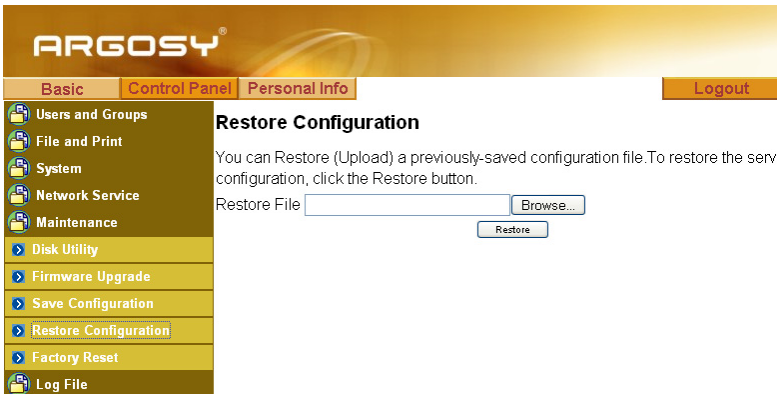 ARGOSY®
Basic Control Panel Personal Info Logout
Users and Groups
File and Print
System
Network Service
Maintenance
Disk Utility
Firmware Upgrade
Save Configuration
Restore Configuration
Factory Reset
Log File
Restore Configuration
You can Restore (Upload) a previously-saved configuration file.To restore the serv
configuration, click the Restore button.
Restore File Browse...
Restore